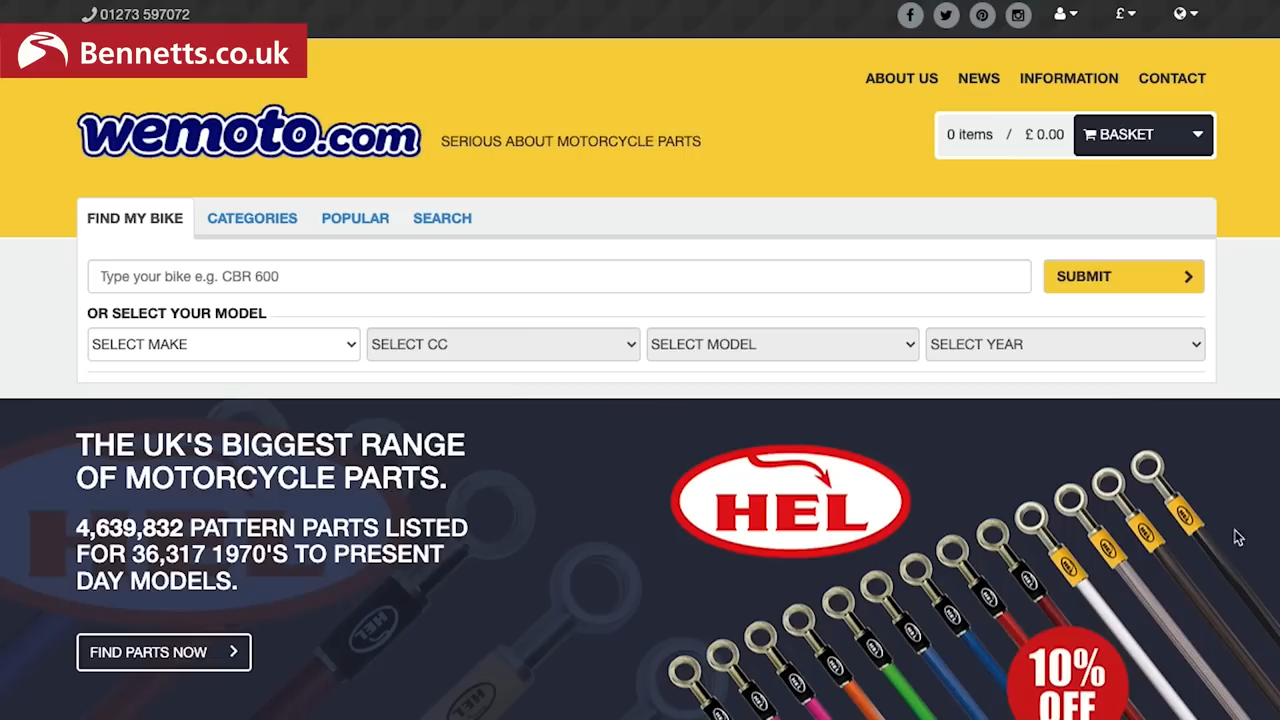 01273 597072
£
Bennetts.co.uk
ABOUT US NEWS INFORMATION CONTACT
wemoto.com
SERIOUS ABOUT MOTORCYCLE PARTS
0 items / £ 0.00 BASKET
FIND MY BIKE CATEGORIES POPULAR SEARCH
Type your bike e.g. CBR 600
SUBMIT
OR SELECT YOUR MODEL
SELECT MAKE SELECT CC SELECT MODEL SELECT YEAR
THE UK'S BIGGEST RANGE
OF MOTORCYCLE PARTS.
4,639,832 PATTERN PARTS LISTED
FOR 36,317 1970'S TO PRESENT
DAY MODELS.
FIND PARTS NOW
HEL
10%
OFF